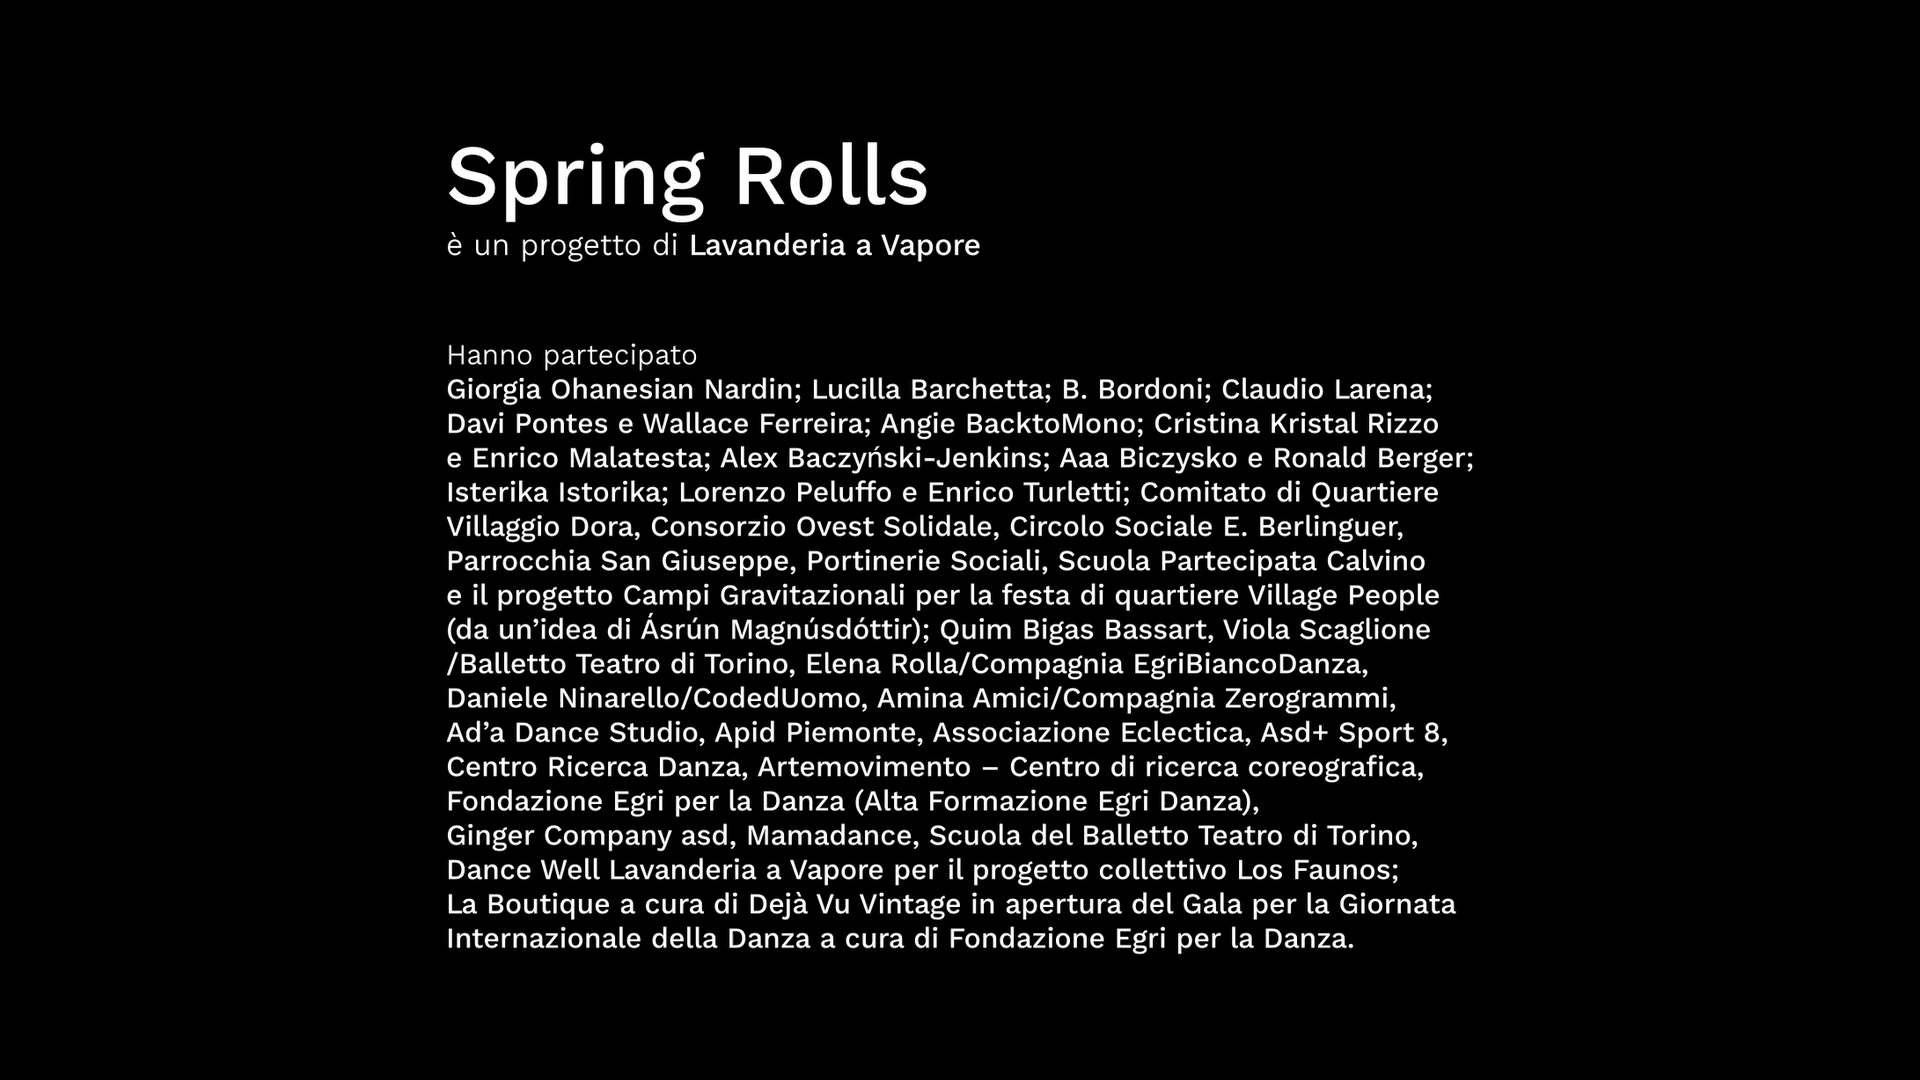 Spring Rolls
è un progetto di Lavanderia a Vapore
Hanno partecipato
Giorgia Ohanesian Nardin; Lucilla Barchetta; B. Bordoni; Claudio Larena;
Davi Pontes e Wallace Ferreira; Angie BacktoMono; Cristina Kristal Rizzo
e Enrico Malatesta; Alex Baczyński-Jenkins; Aaa Biczysko e Ronald Berger;
Isterika Istorika; Lorenzo Peluffo e Enrico Turletti; Comitato di Quartiere
Villaggio Dora, Consorzio Ovest Solidale, Circolo Sociale E. Berlinguer,
Parrocchia San Giuseppe, Portinerie Sociali, Scuola Partecipata Calvino
e il progetto Campi Gravitazionali per la festa di quartiere Village People
(da un’idea di Ásrún Magnúsdóttir); Quim Bigas Bassart, Viola Scaglione
/Balletto Teatro di Torino, Elena Rolla/Compagnia EgriBiancoDanza,
Daniele Ninarello/CodedUomo, Amina Amici/Compagnia Zerogrammi,
Ad’a Dance Studio, Apid Piemonte, Associazione Eclectica, Asd+ Sport 8,
Centro Ricerca Danza, Artemovimento – Centro di ricerca coreografica,
Fondazione Egri per la Danza (Alta Formazione Egri Danza),
Ginger Company asd, Mamadance, Scuola del Balletto Teatro di Torino,
Dance Well Lavanderia a Vapore per il progetto collettivo Los Faunos;
La Boutique a cura di Dejà Vu Vintage in apertura del Gala per la Giornata
Internazionale della Danza a cura di Fondazione Egri per la Danza.